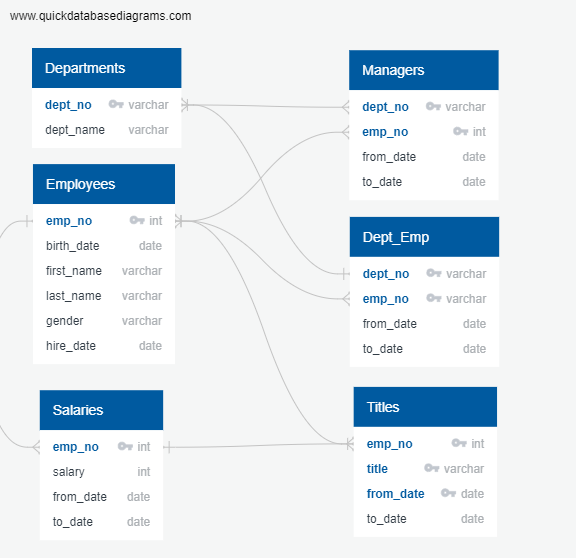 www.quickdatabasediagrams.com
Departments
dept_no varchar
dept_name varchar
Employees
emp_no int
birth_date date
first_name varchar
last_name varchar
gender varchar
hire_date date
Salaries
emp_no int
salary int
from_date date
to_date date
Managers
dept_no varchar
emp_no int
from_date date
to_date date
Dept_Emp
dept_no varchar
emp_no varchar
from_date date
to_date date
Titles
emp_no int
title varchar
from_date date
to_date date